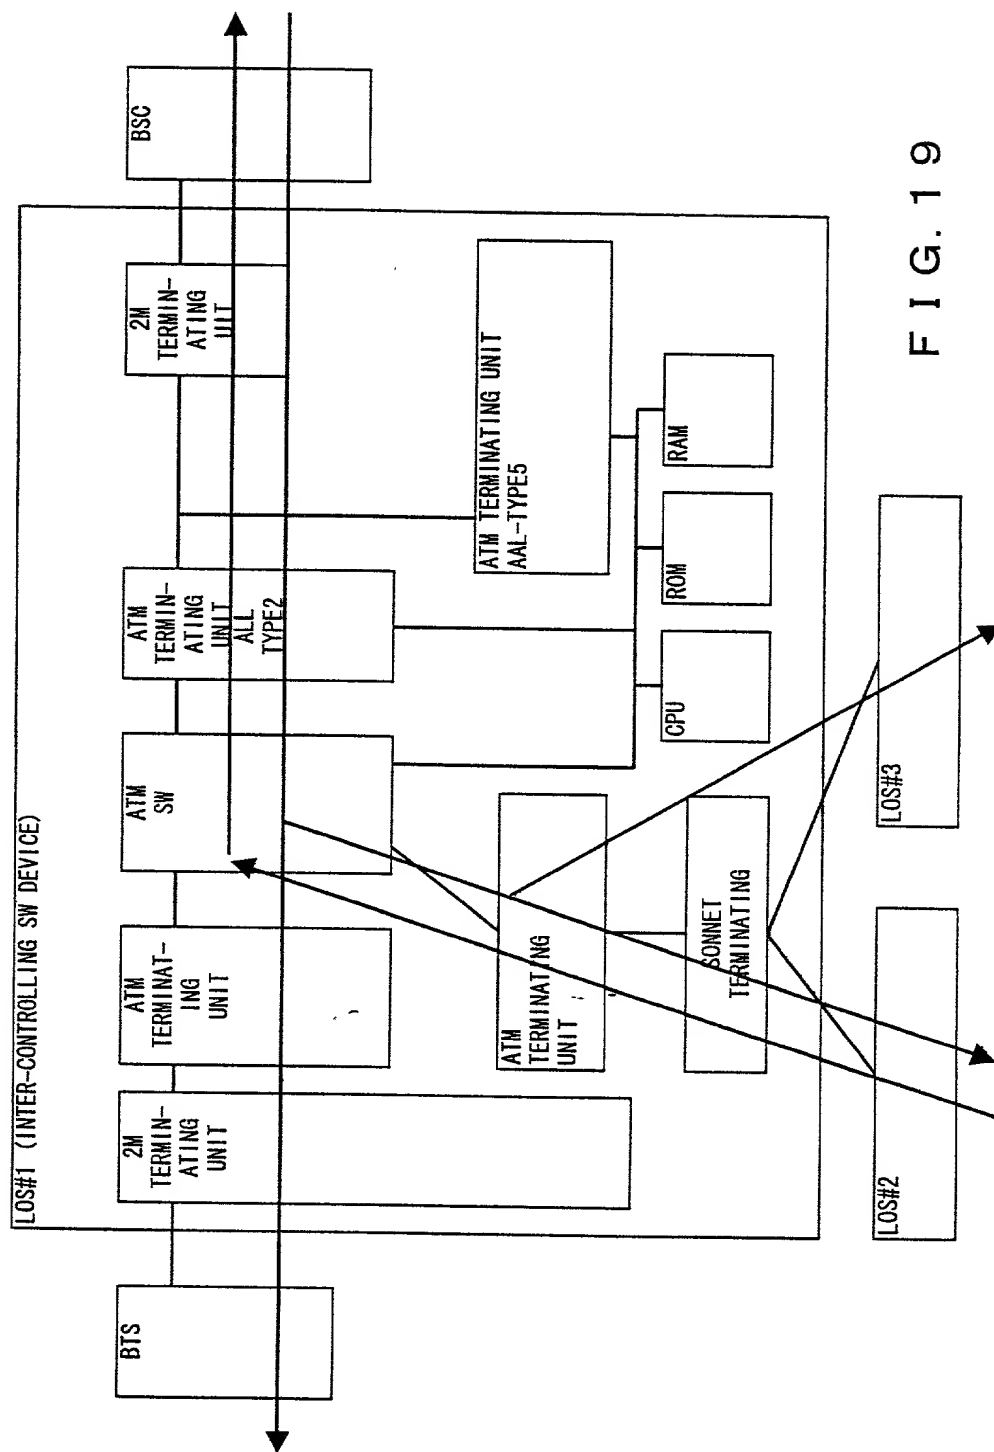 LOS#1 (INTER-CONTROLLING SW DEVICE)
BTS
2M
TERMIN-
ATING
UNIT
ATM
TERMINAT-
ING
UNIT
ATM
SW
ATM
TERMIN-
ATING
UNIT
ALL
TYPE2
2M
TERMIN-
ATING
UIT
BSC
ATM
TERMINATING
UNIT
ATM TERMINATING UNIT
AAL-TYPE5
SONNET
TERMINATING
CPU
ROM
RAM
LOS#2
LOS#3
FIG. 19